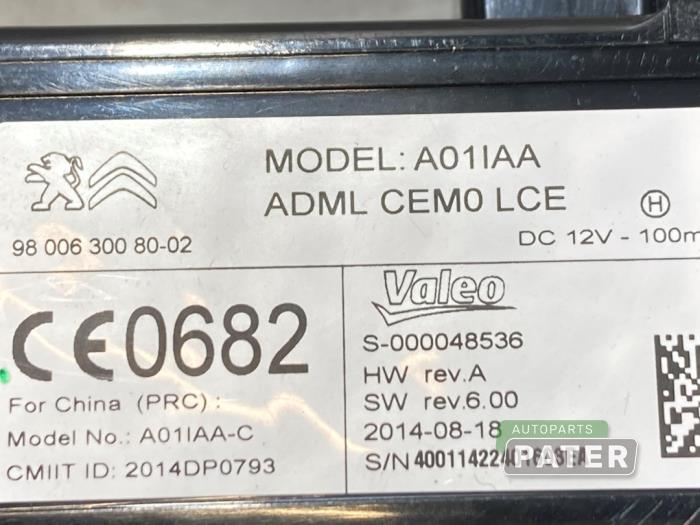 MODEL: A01IAA
ADML CEM0 LCE
H
98 006 300 80-02
DC 12V - 100m
CE0682
Valeo
S-000048536
HW rev.A
For China (PRC) :
SW rev.6.00
Model No.: A01IAA-C
2014-08-18
CMIIT ID: 2014DP0793
S/N
AUTOPARTS
PATER